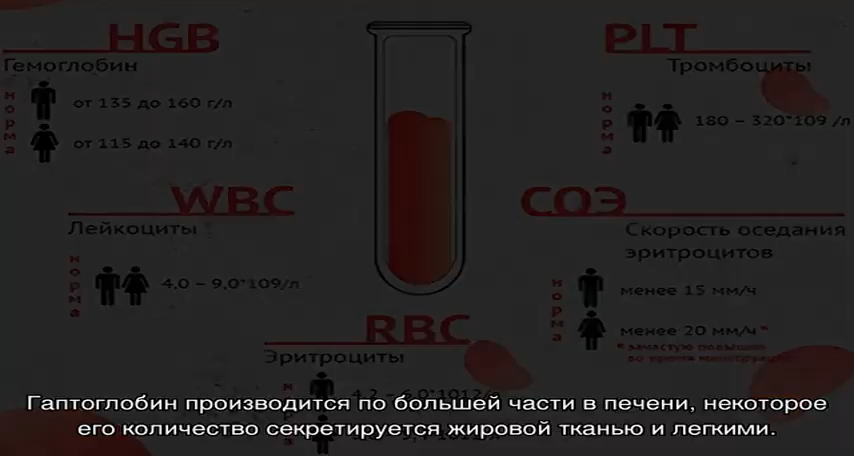 HGB
Гемоглобин
норма
от 135 до 160 г/л
от 115 до 140 г/л
PLT
Тромбоциты
норма
180 – 320*109 /л
WBC
Лейкоциты
норма
4,0 – 9,0*109/л
СОЭ
Скорость оседания
эритроцитов
норма
менее 15 мм/ч
менее 20 мм/ч*
RBC
Эритроциты
Гаптоглобин производится по большей части в печени, некоторое
его количество секретируется жировой тканью и легкими.